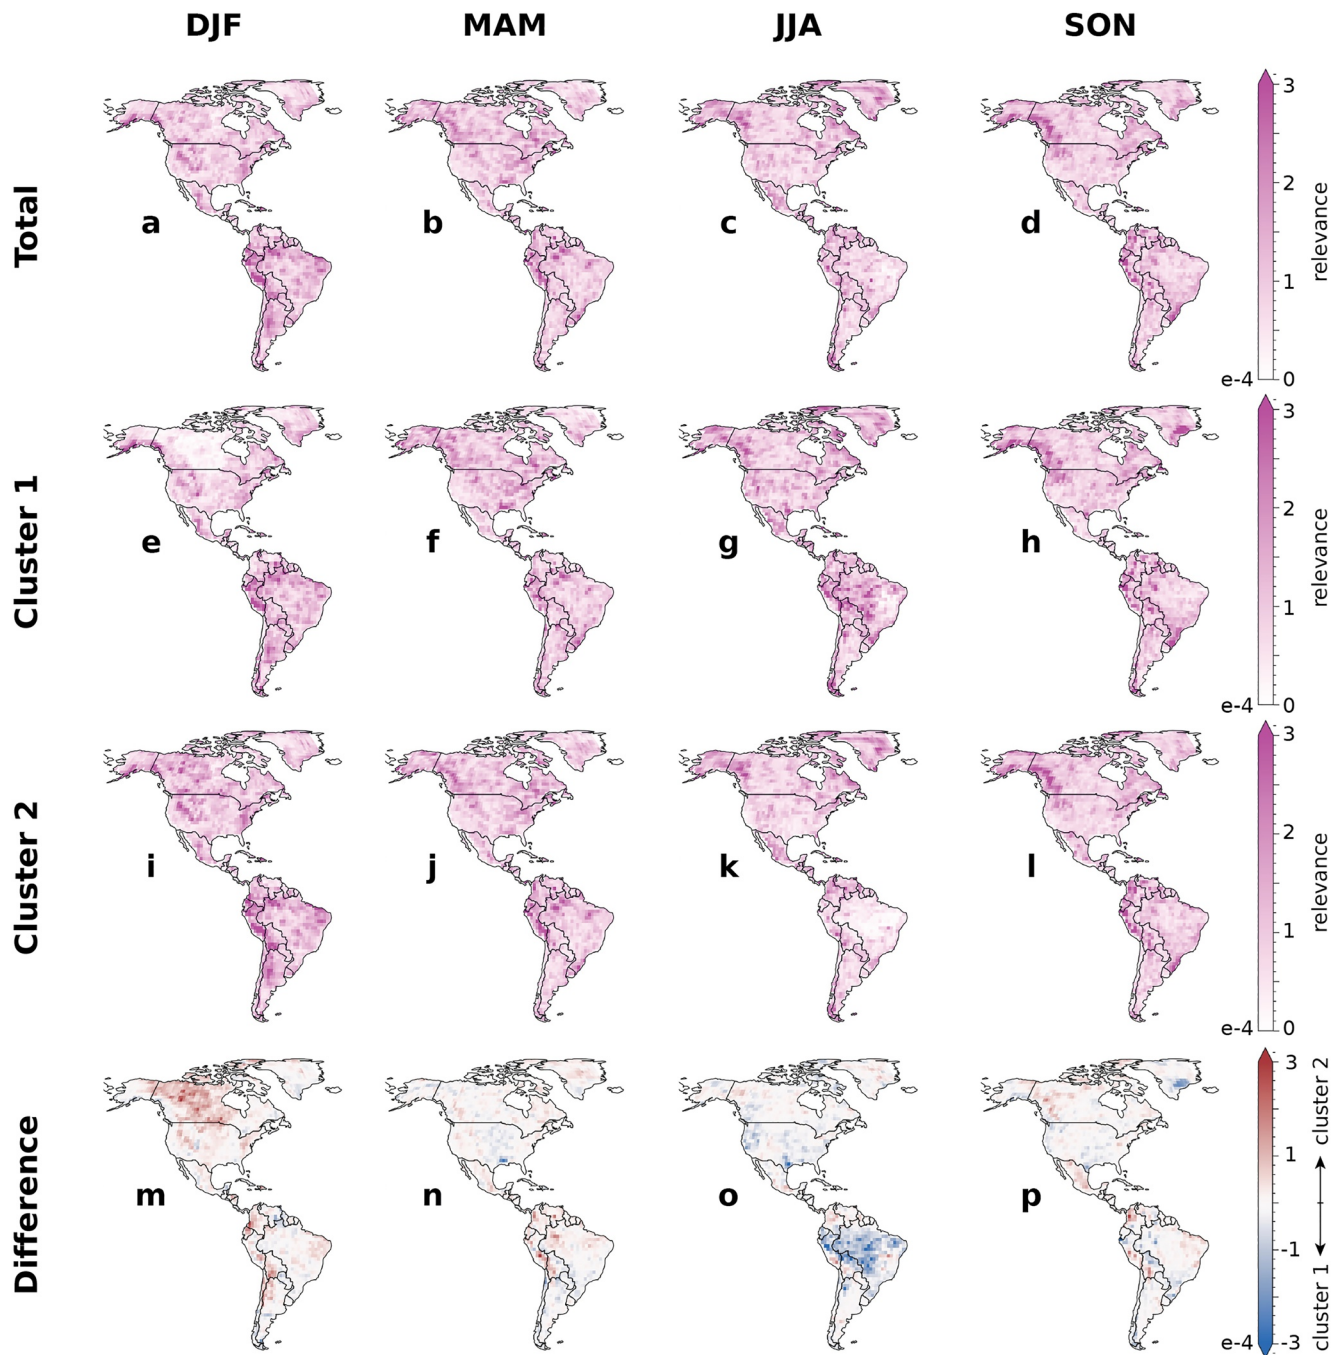 DJF MAM JJA SON
Total
a b c d
3
2
1
0
e-4
relevance
Cluster 1
e f g h
3
2
1
0
e-4
relevance
Cluster 2
i j k l
3
2
1
0
e-4
relevance
Difference
m n o p
3
1
-1
-3
e-4
cluster 1 ◄─┼─► cluster 2